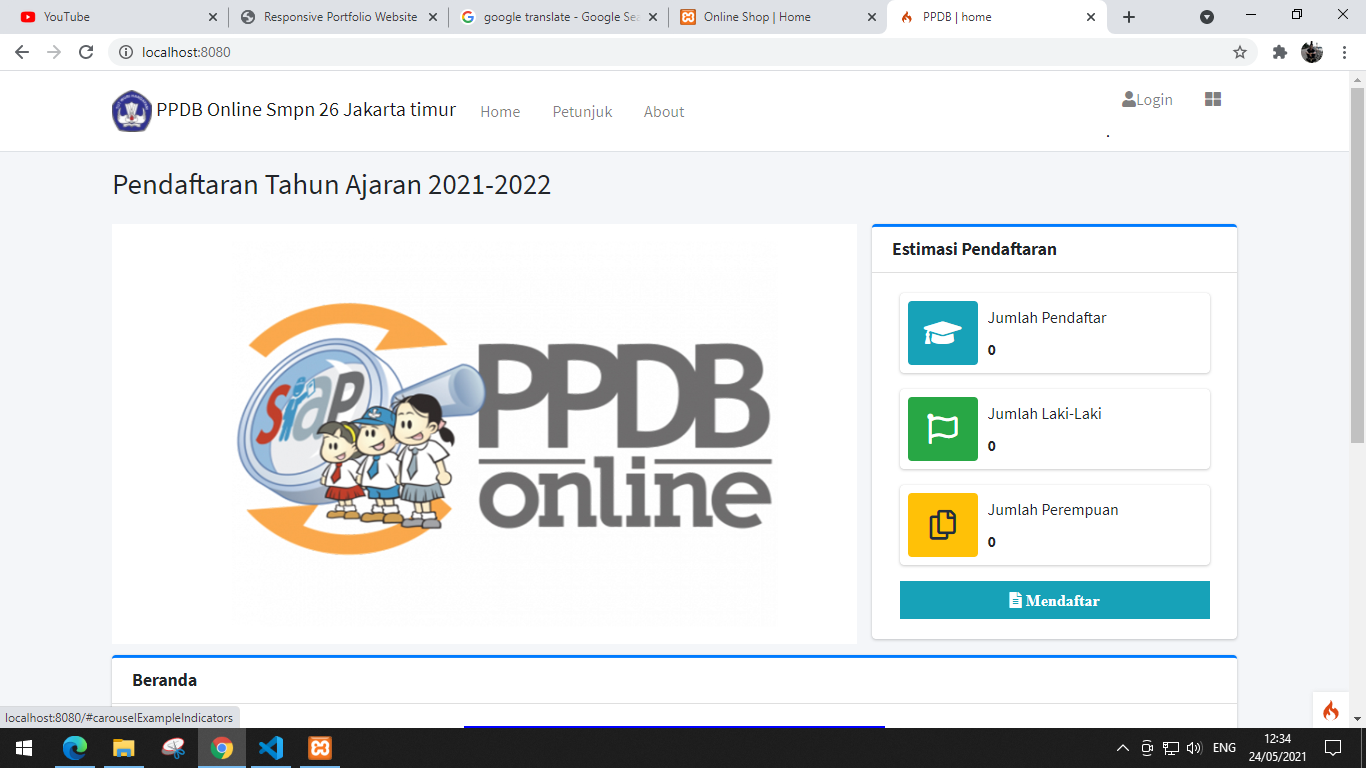 YouTube
Responsive Portfolio Website
google translate - Google Sea
Online Shop | Home
PPDB | home
localhost:8080
PPDB Online Smpn 26 Jakarta timur
Home
Petunjuk
About
Login
.
Pendaftaran Tahun Ajaran 2021-2022
siap
PPDB
online
Estimasi Pendaftaran
Jumlah Pendaftar
0
Jumlah Laki-Laki
0
Jumlah Perempuan
0
Mendaftar
Beranda
localhost:8080/#carouselExampleIndicators
ENG
12:34
24/05/2021